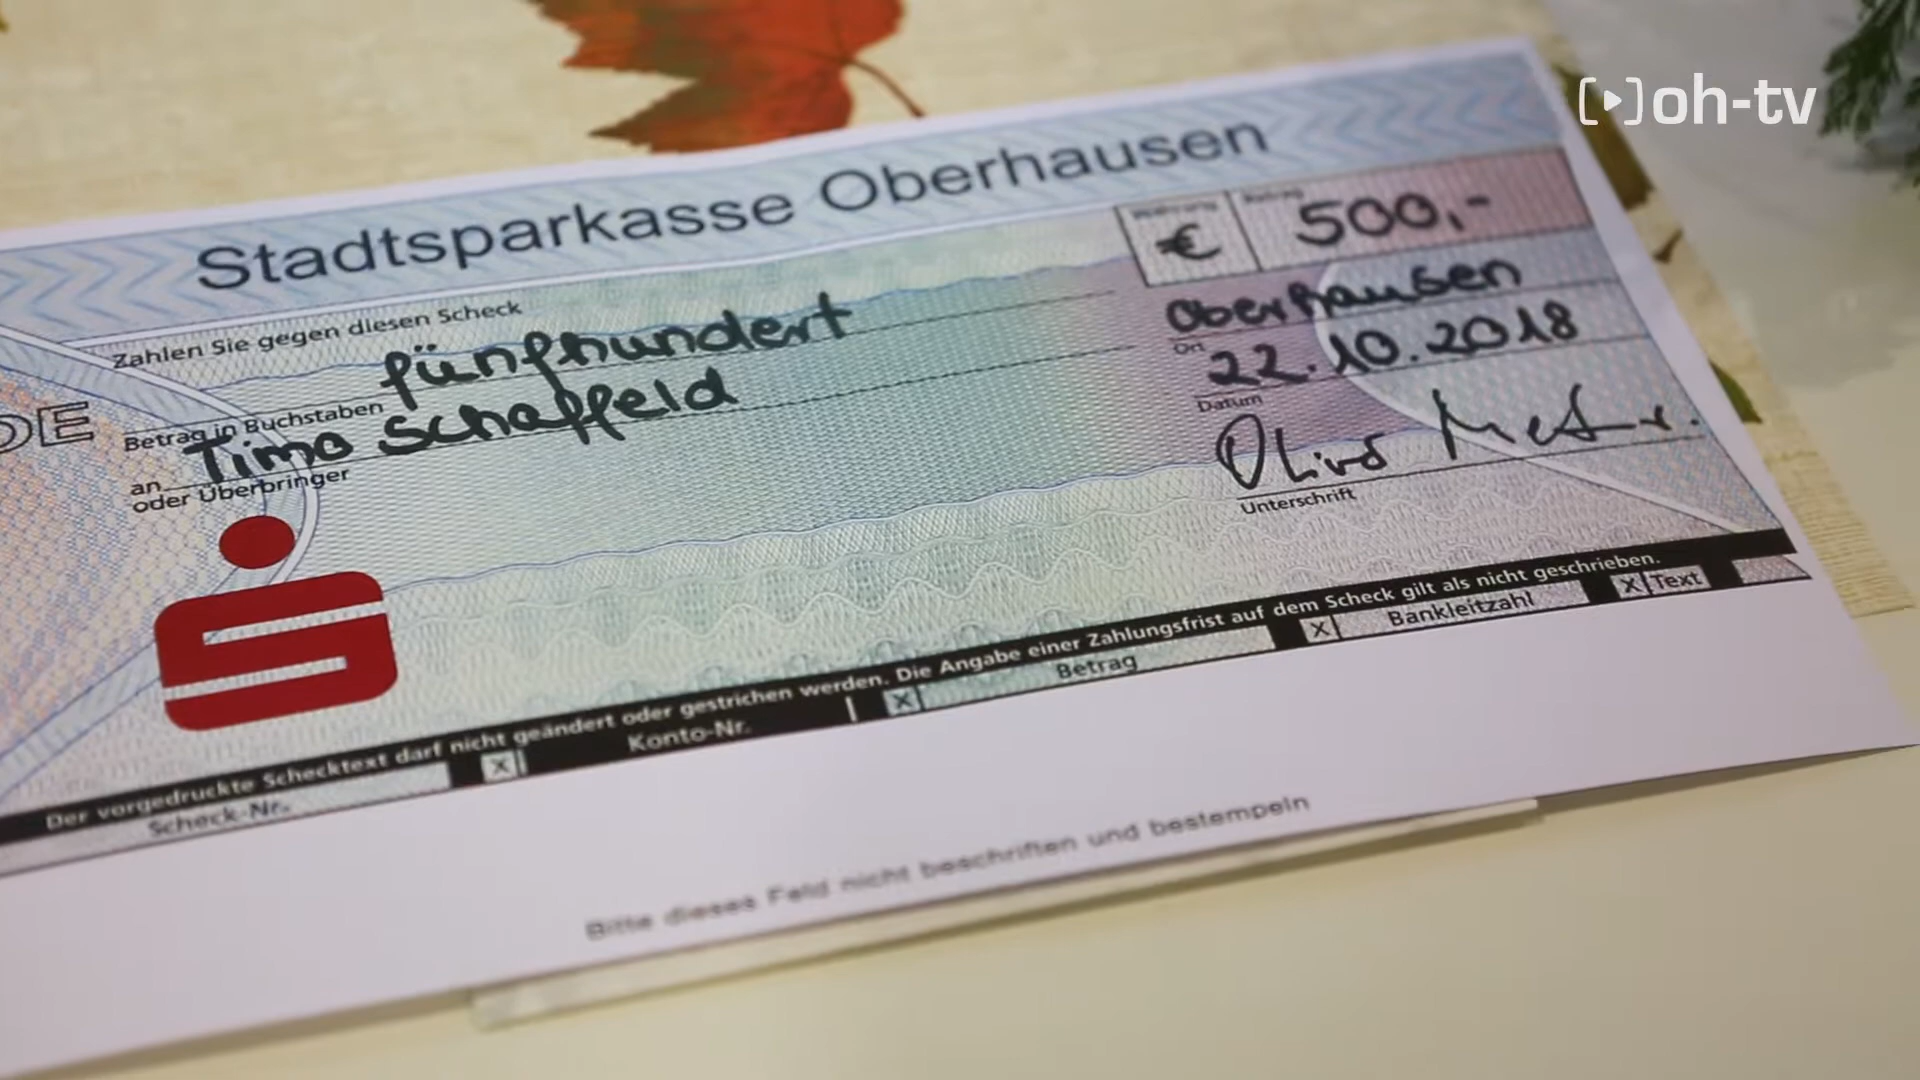 oh-tv
Stadtsparkasse Oberhausen
€ 500,-
Zahlen Sie gegen diesen Scheck
fünfhundert
Betrag in Buchstaben
Timo Schaffeld
an
oder Überbringer
DE
Oberhausen
Ort
22.10.2018
Datum
Unterschrift
Der vorgedruckte Schecktext darf nicht geändert oder gestrichen werden. Die Angabe einer Zahlungsfrist auf dem Scheck gilt als nicht geschrieben.
Scheck-Nr. X Konto-Nr. X Betrag X Bankleitzahl X Text
Bitte dieses Feld nicht beschriften und bestempeln